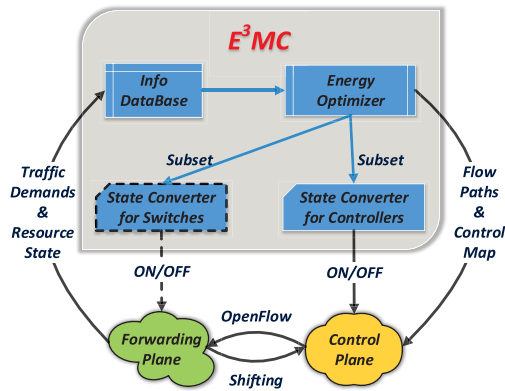 E³MC
Info
DataBase
Energy
Optimizer
Subset
Subset
Traffic
Demands
&
Resource
State
Flow
Paths
&
Control
Map
State Converter
for Switches
State Converter
for Controllers
ON/OFF
ON/OFF
OpenFlow
Forwarding
Plane
Control
Plane
Shifting